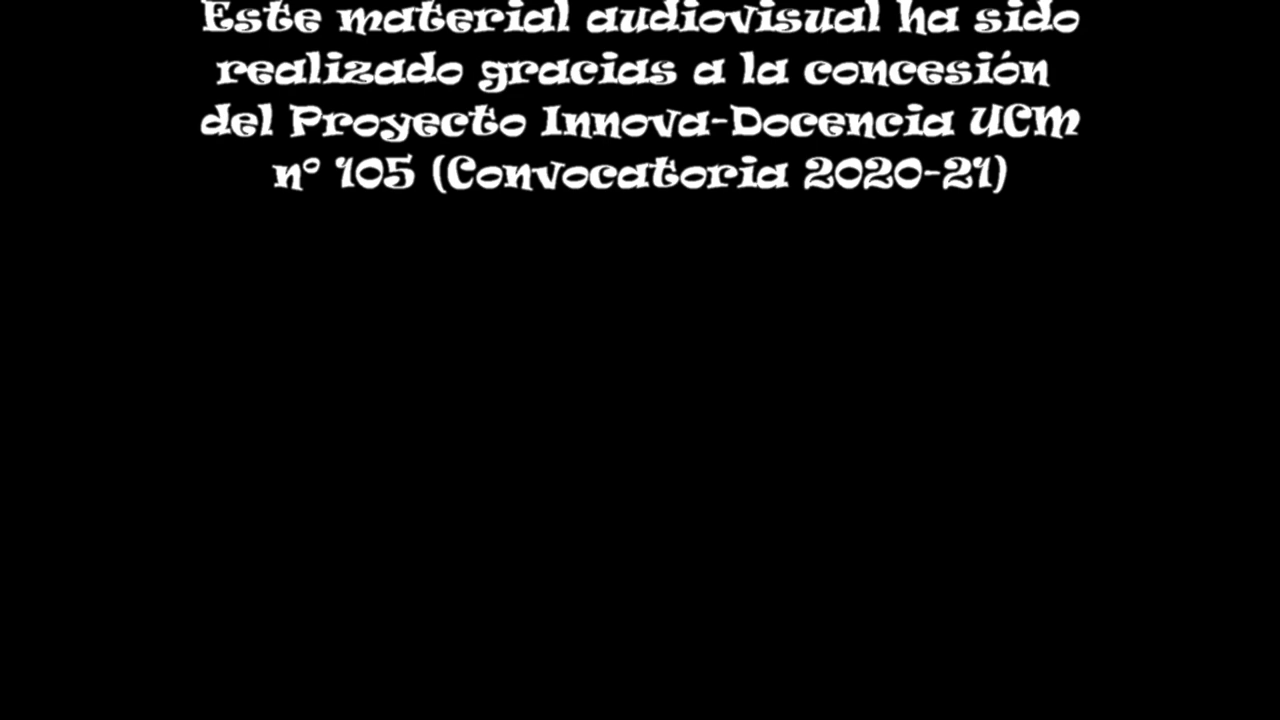 Este material audiovisual ha sido
realizado gracias a la concesión
del Proyecto Innova-Docencia UCM
nº 105 (Convocatoria 2020-21)